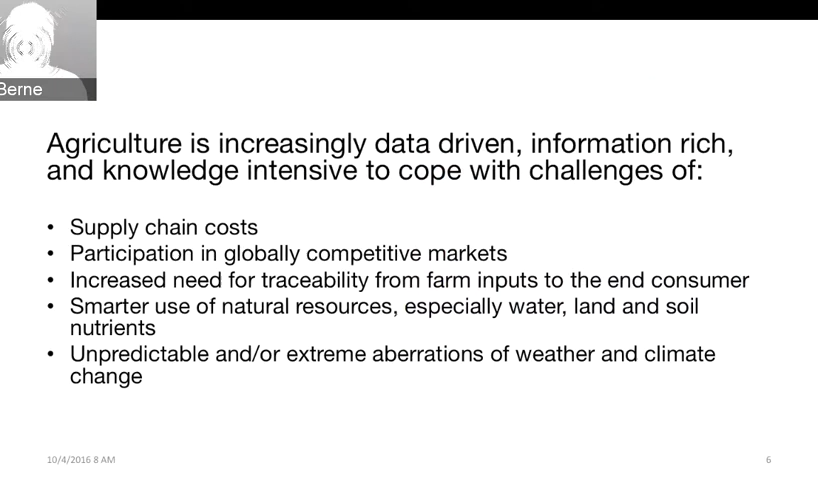 Berne
Agriculture is increasingly data driven, information rich,
and knowledge intensive to cope with challenges of:
• Supply chain costs
• Participation in globally competitive markets
• Increased need for traceability from farm inputs to the end consumer
• Smarter use of natural resources, especially water, land and soil
nutrients
• Unpredictable and/or extreme aberrations of weather and climate
change
10/4/2016 8 AM
6